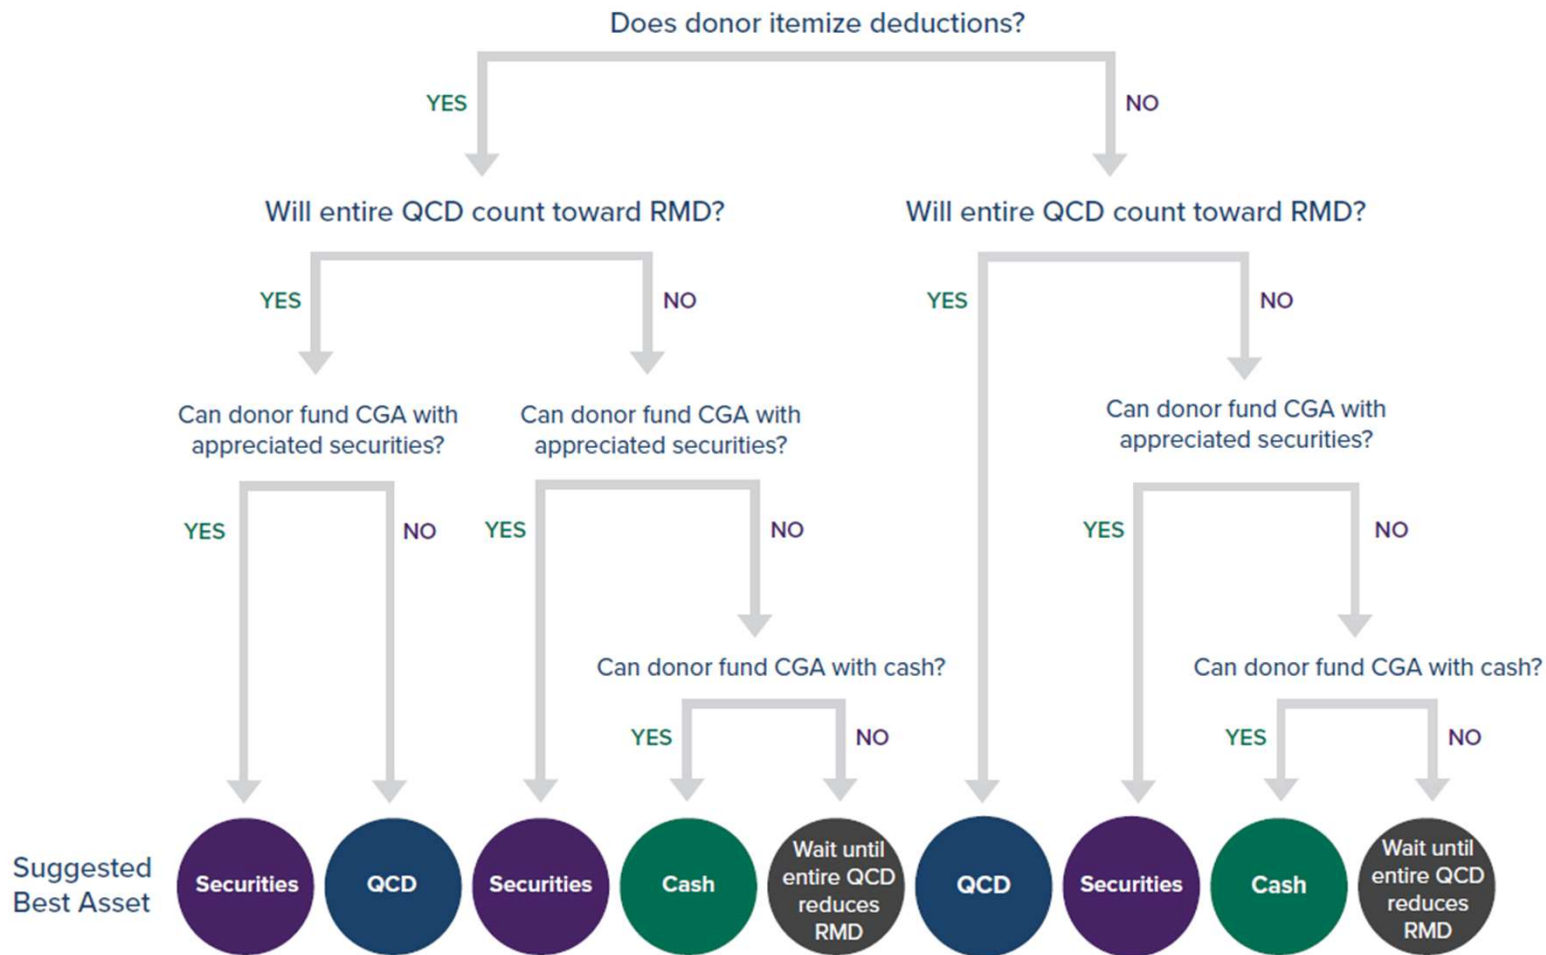 Does donor itemize deductions?
YES
NO
Will entire QCD count toward RMD?
Will entire QCD count toward RMD?
YES
NO
YES
NO
Can donor fund CGA with
appreciated securities?
Can donor fund CGA with
appreciated securities?
Can donor fund CGA with
appreciated securities?
YES
NO
YES
NO
YES
NO
Can donor fund CGA with cash?
Can donor fund CGA with cash?
YES
NO
YES
NO
Suggested
Best Asset
Securities
QCD
Securities
Cash
Wait until
entire QCD
reduces
RMD
QCD
Securities
Cash
Wait until
entire QCD
reduces
RMD